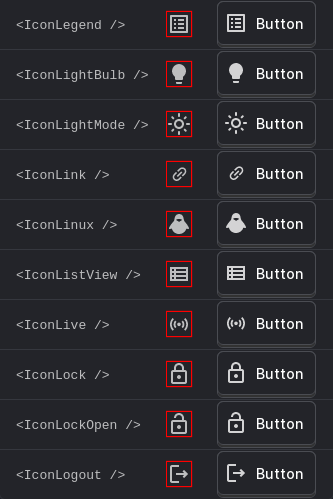 <IconLegend /> Button
<IconLightBulb /> Button
<IconLightMode /> Button
<IconLink /> Button
<IconLinux /> Button
<IconListView /> Button
<IconLive /> Button
<IconLock /> Button
<IconLockOpen /> Button
<IconLogout /> Button